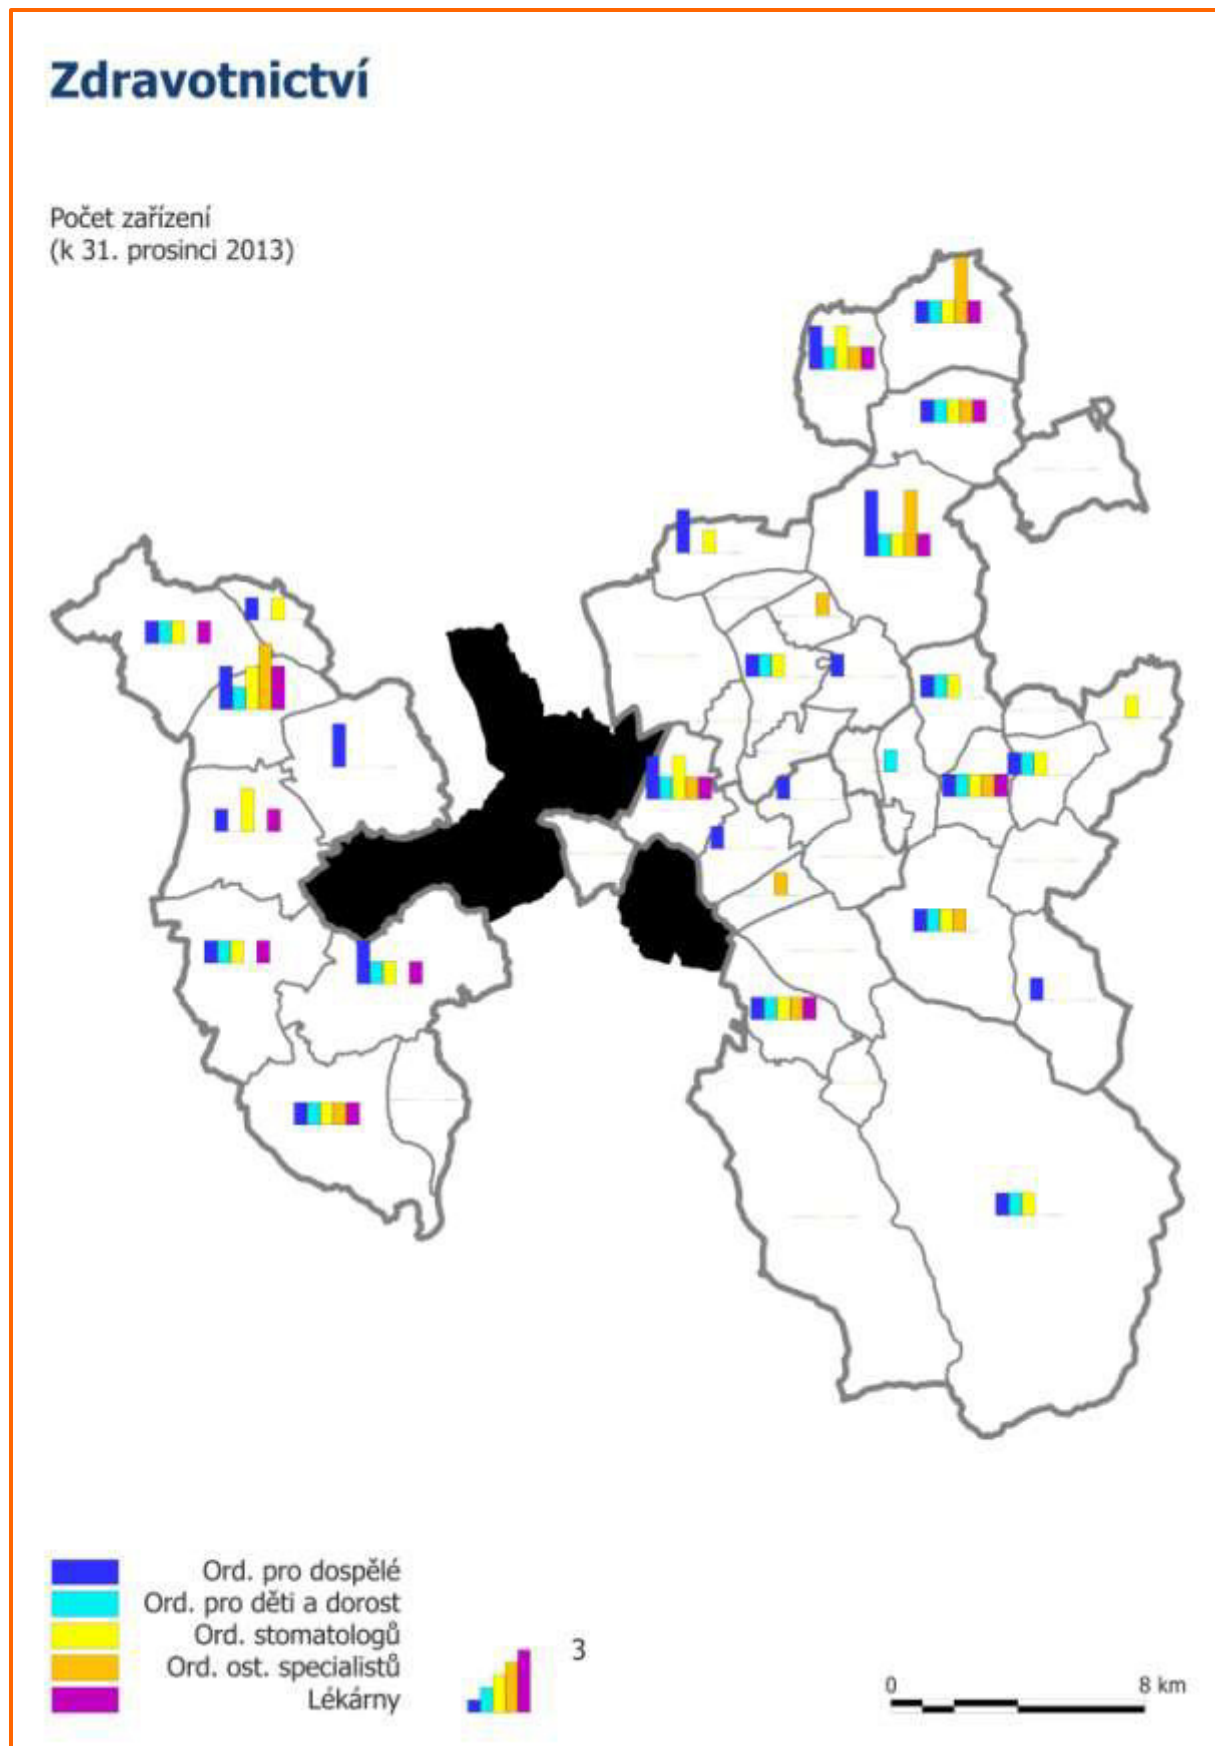 Zdravotnictví
Počet zařízení
(k 31. prosinci 2013)
Ord. pro dospělé
Ord. pro děti a dorost
Ord. stomatologů
Ord. ost. specialistů
Lékárny
3
0
8 km